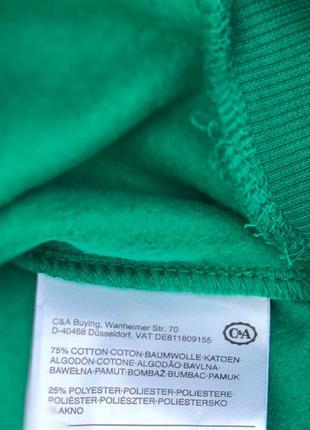 C&A Buying, Wanheimer Str. 70
D-40468 Düsseldorf, VAT DE811809155
C&A
75% COTTON-COTON-BAUMWOLLE-KATOEN-
ALGODÓN-COTONE-ALGODÃO-BAVLNA-
BAWEŁNA-PAMUT-BOMBAŽ-BUMBAC-PAMUK
25% POLYESTER-POLIESTER-POLIESTERE-
POLIÉSTER-POLIÉSZTER-POLIESTERSKO
VLAKNO